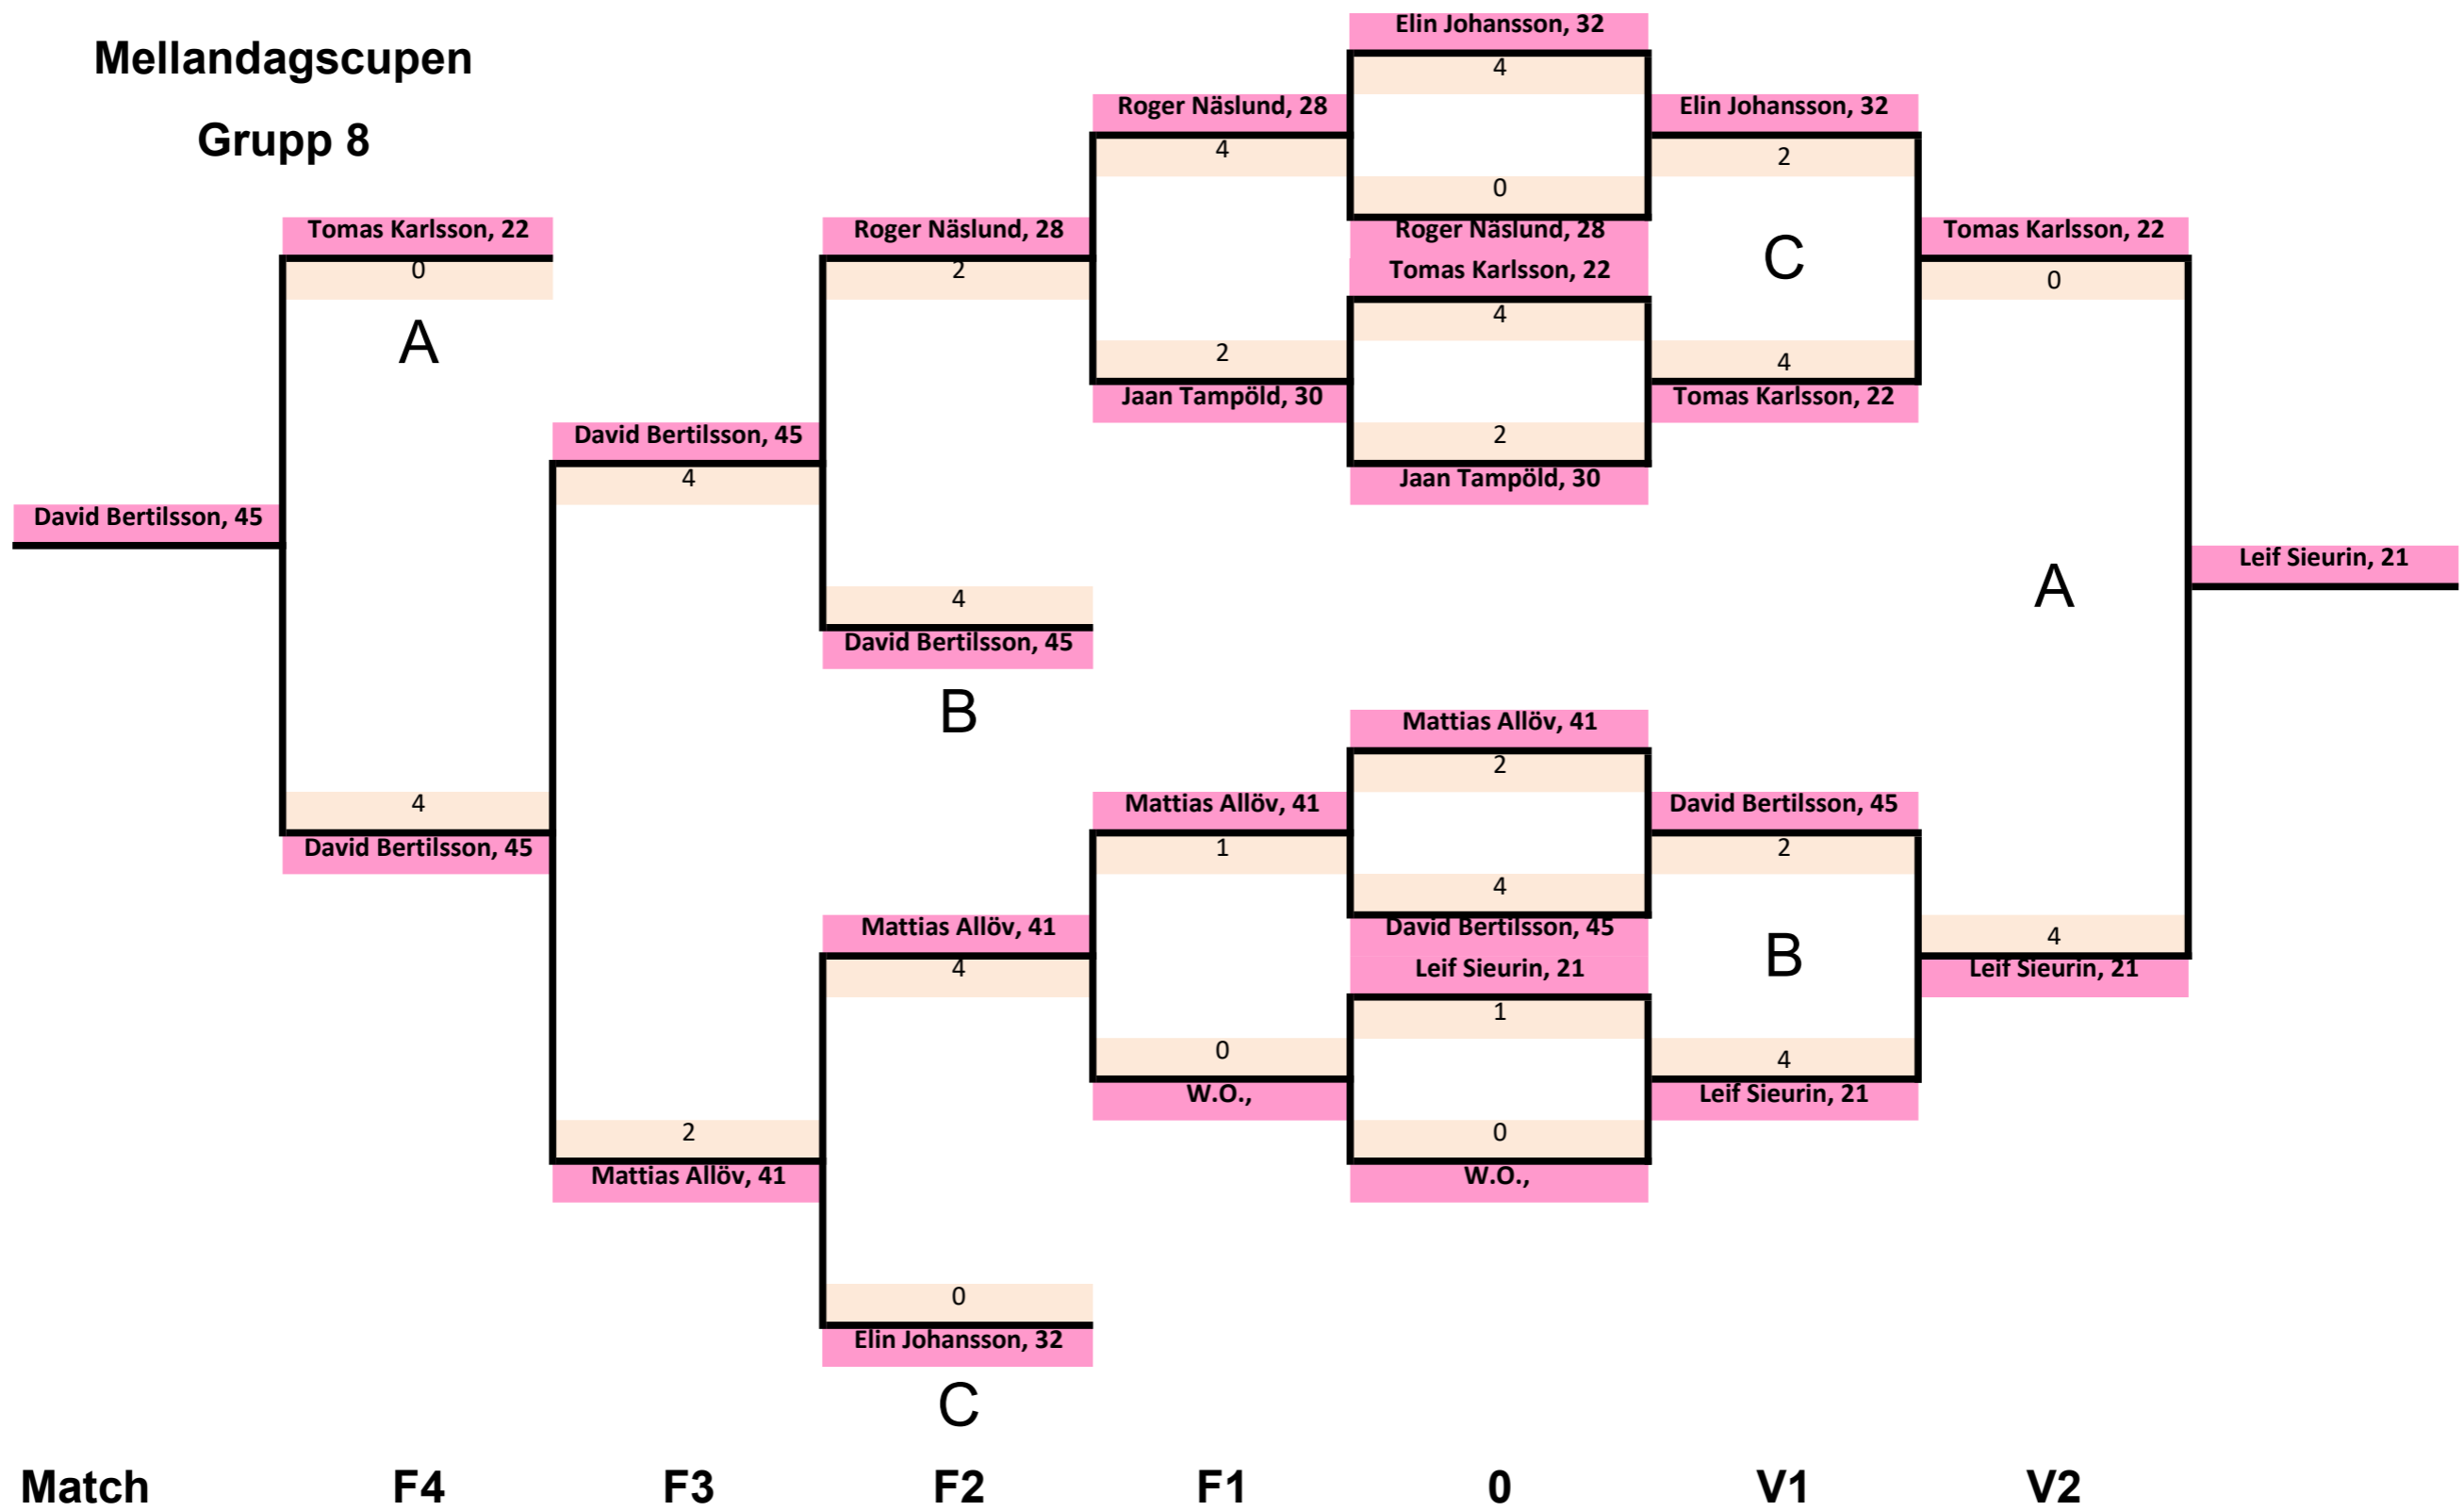 Mellandagscupen
Grupp 8
Elin Johansson, 32
4
Roger Näslund, 28
Elin Johansson, 32
4
2
0
Tomas Karlsson, 22
Roger Näslund, 28
Roger Näslund, 28
Tomas Karlsson, 22
C
0
2
Tomas Karlsson, 22
0
A
4
2
4
Jaan Tampöld, 30
Tomas Karlsson, 22
David Bertilsson, 45
2
4
Jaan Tampöld, 30
David Bertilsson, 45
Leif Sieurin, 21
A
4
David Bertilsson, 45
B
Mattias Allöv, 41
2
4
Mattias Allöv, 41
David Bertilsson, 45
David Bertilsson, 45
1
2
4
Mattias Allöv, 41
David Bertilsson, 45
B
4
4
Leif Sieurin, 21
Leif Sieurin, 21
1
0
4
W.O.,
Leif Sieurin, 21
2
0
Mattias Allöv, 41
W.O.,
0
Elin Johansson, 32
C
Match F4 F3 F2 F1 0 V1 V2